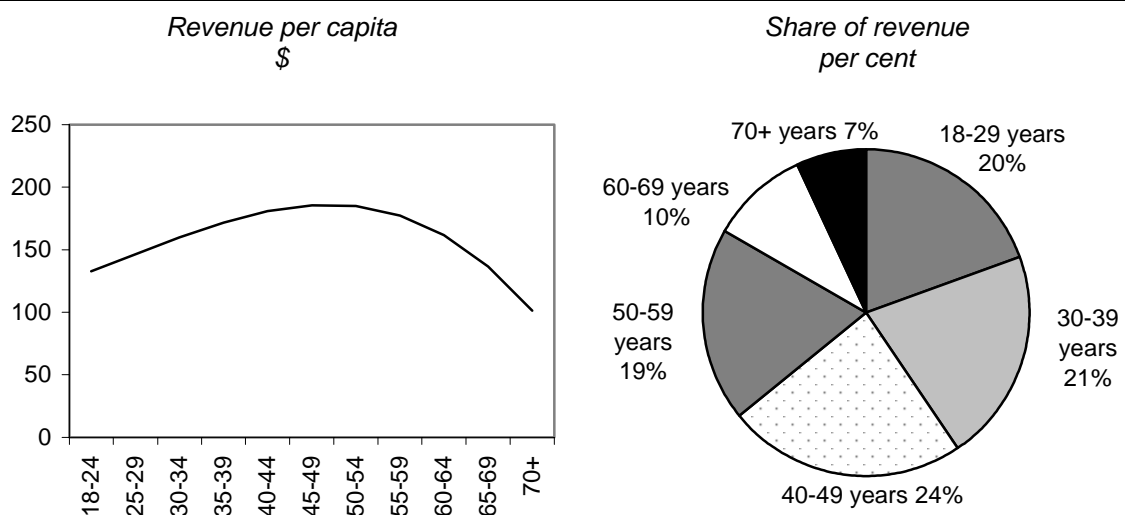 Revenue per capita
$
250
200
150
100
50
0
18-24
25-29
30-34
35-39
40-44
45-49
50-54
55-59
60-64
65-69
70+
Share of revenue
per cent
70+ years 7%
18-29 years
20%
60-69 years
10%
50-59
years
19%
30-39
years
21%
40-49 years 24%